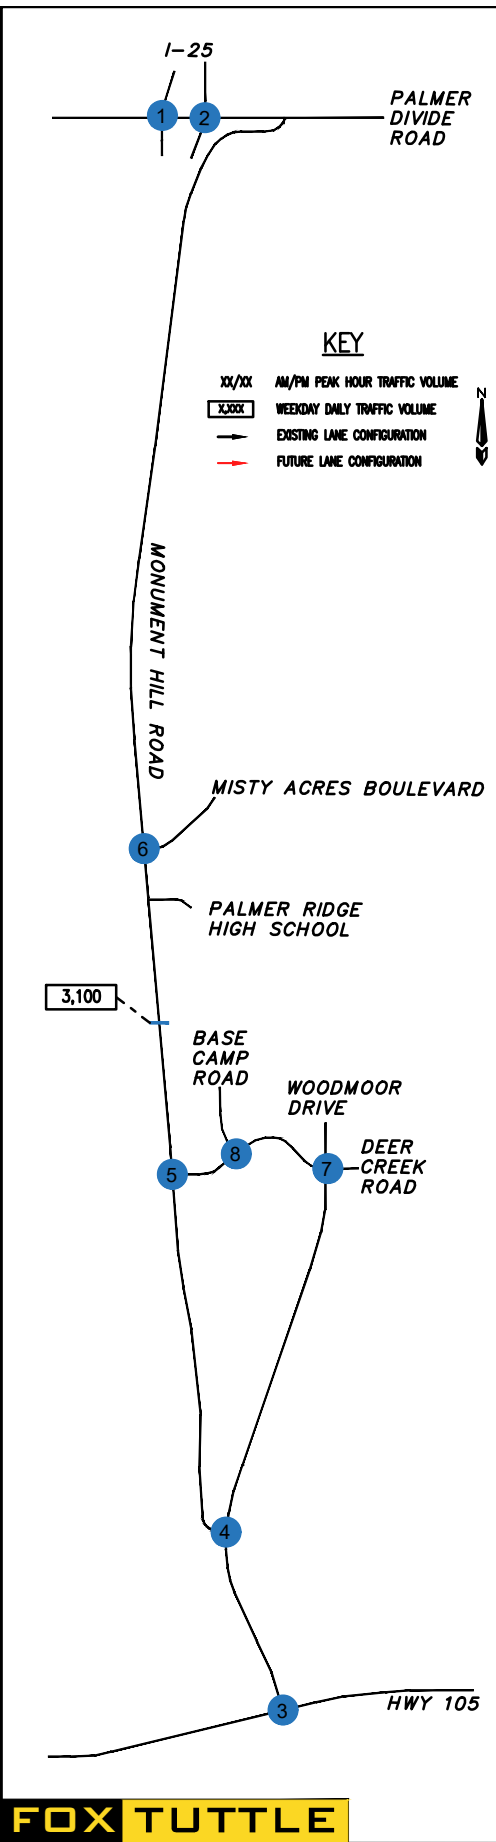 I-25
PALMER
DIVIDE
ROAD
1
2
KEY
XX/XX AM/PM PEAK HOUR TRAFFIC VOLUME
X,XXX WEEKDAY DAILY TRAFFIC VOLUME
EXISTING LANE CONFIGURATION
FUTURE LANE CONFIGURATION
N
MONUMENT HILL ROAD
MISTY ACRES BOULEVARD
6
PALMER RIDGE
HIGH SCHOOL
3,100
BASE
CAMP
ROAD
WOODMOOR
DRIVE
DEER
CREEK
ROAD
8
7
5
4
3
HWY 105
FOX TUTTLE